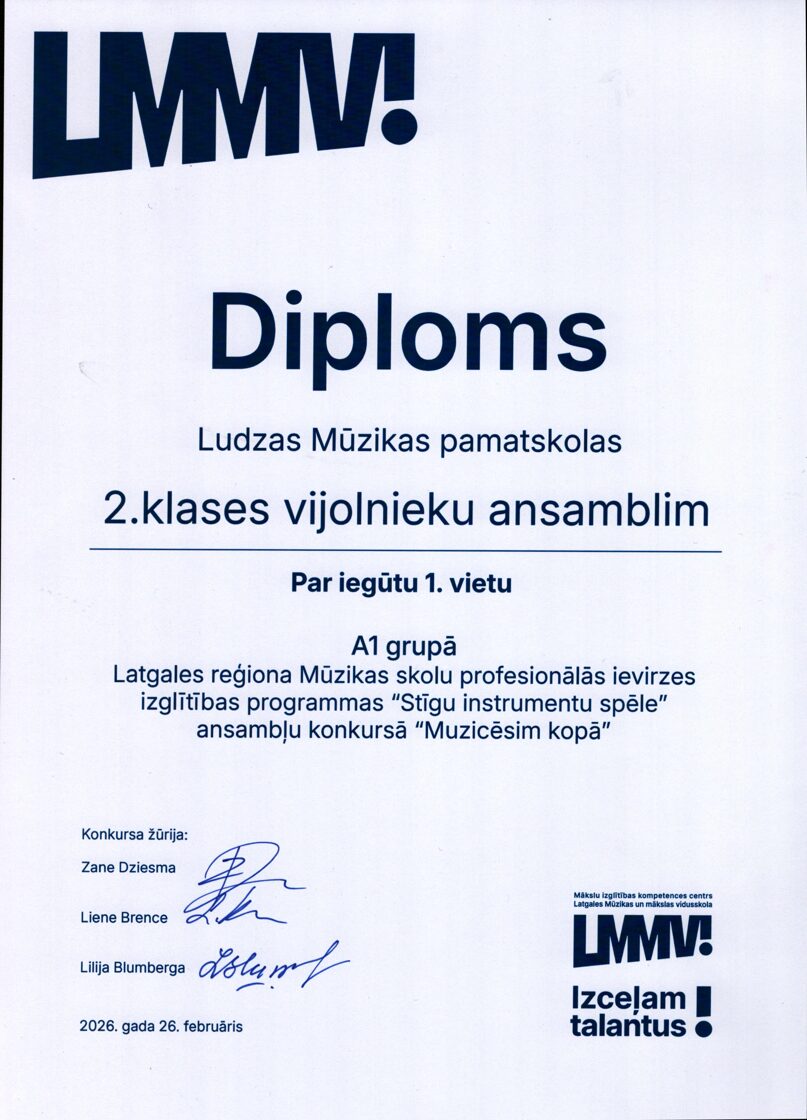 LMMV!
Diploms
Ludzas Mūzikas pamatskolas
2.klases vijolnieku ansamblim
Par iegūtu 1. vietu
A1 grupā
Latgales reģiona Mūzikas skolu profesionālās ievirzes
izglītības programmas “Stīgu instrumentu spēle”
ansambļu konkursā “Muzicēsim kopā”
Konkursa žūrija:
Zane Dziesma
Liene Brence
Lilija Blumberga
2026. gada 26. februāris
Mākslu izglītības kompetences centrs
Latgales Mūzikas un mākslas vidusskola
LMMV!
Izceļam
talantus!